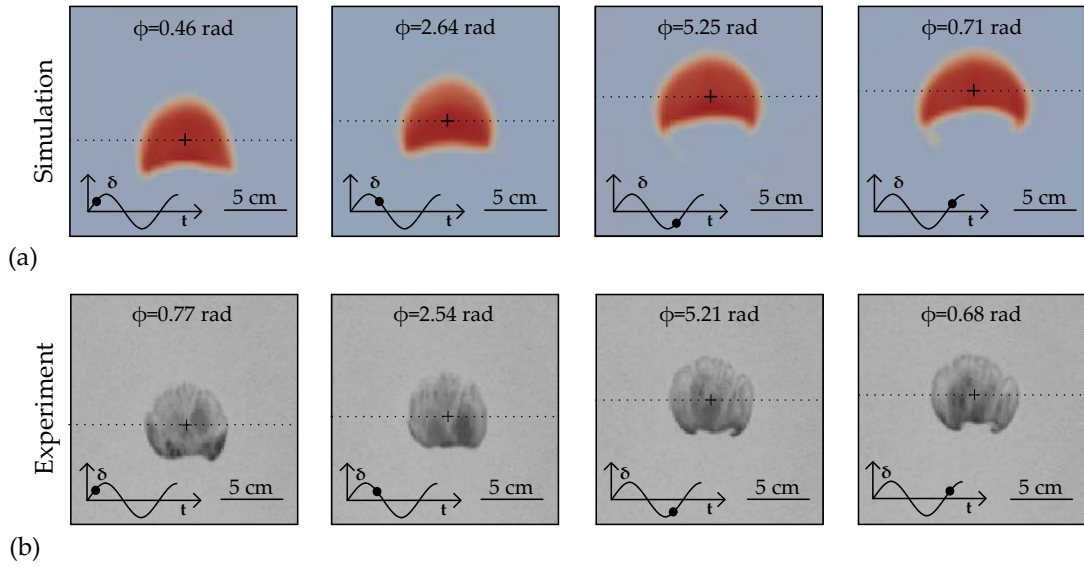 (a)
Simulation
ϕ=0.46 rad
δ
t
5 cm
ϕ=2.64 rad
δ
t
5 cm
ϕ=5.25 rad
δ
t
5 cm
ϕ=0.71 rad
δ
t
5 cm
(b)
Experiment
ϕ=0.77 rad
δ
t
5 cm
ϕ=2.54 rad
δ
t
5 cm
ϕ=5.21 rad
δ
t
5 cm
ϕ=0.68 rad
δ
t
5 cm